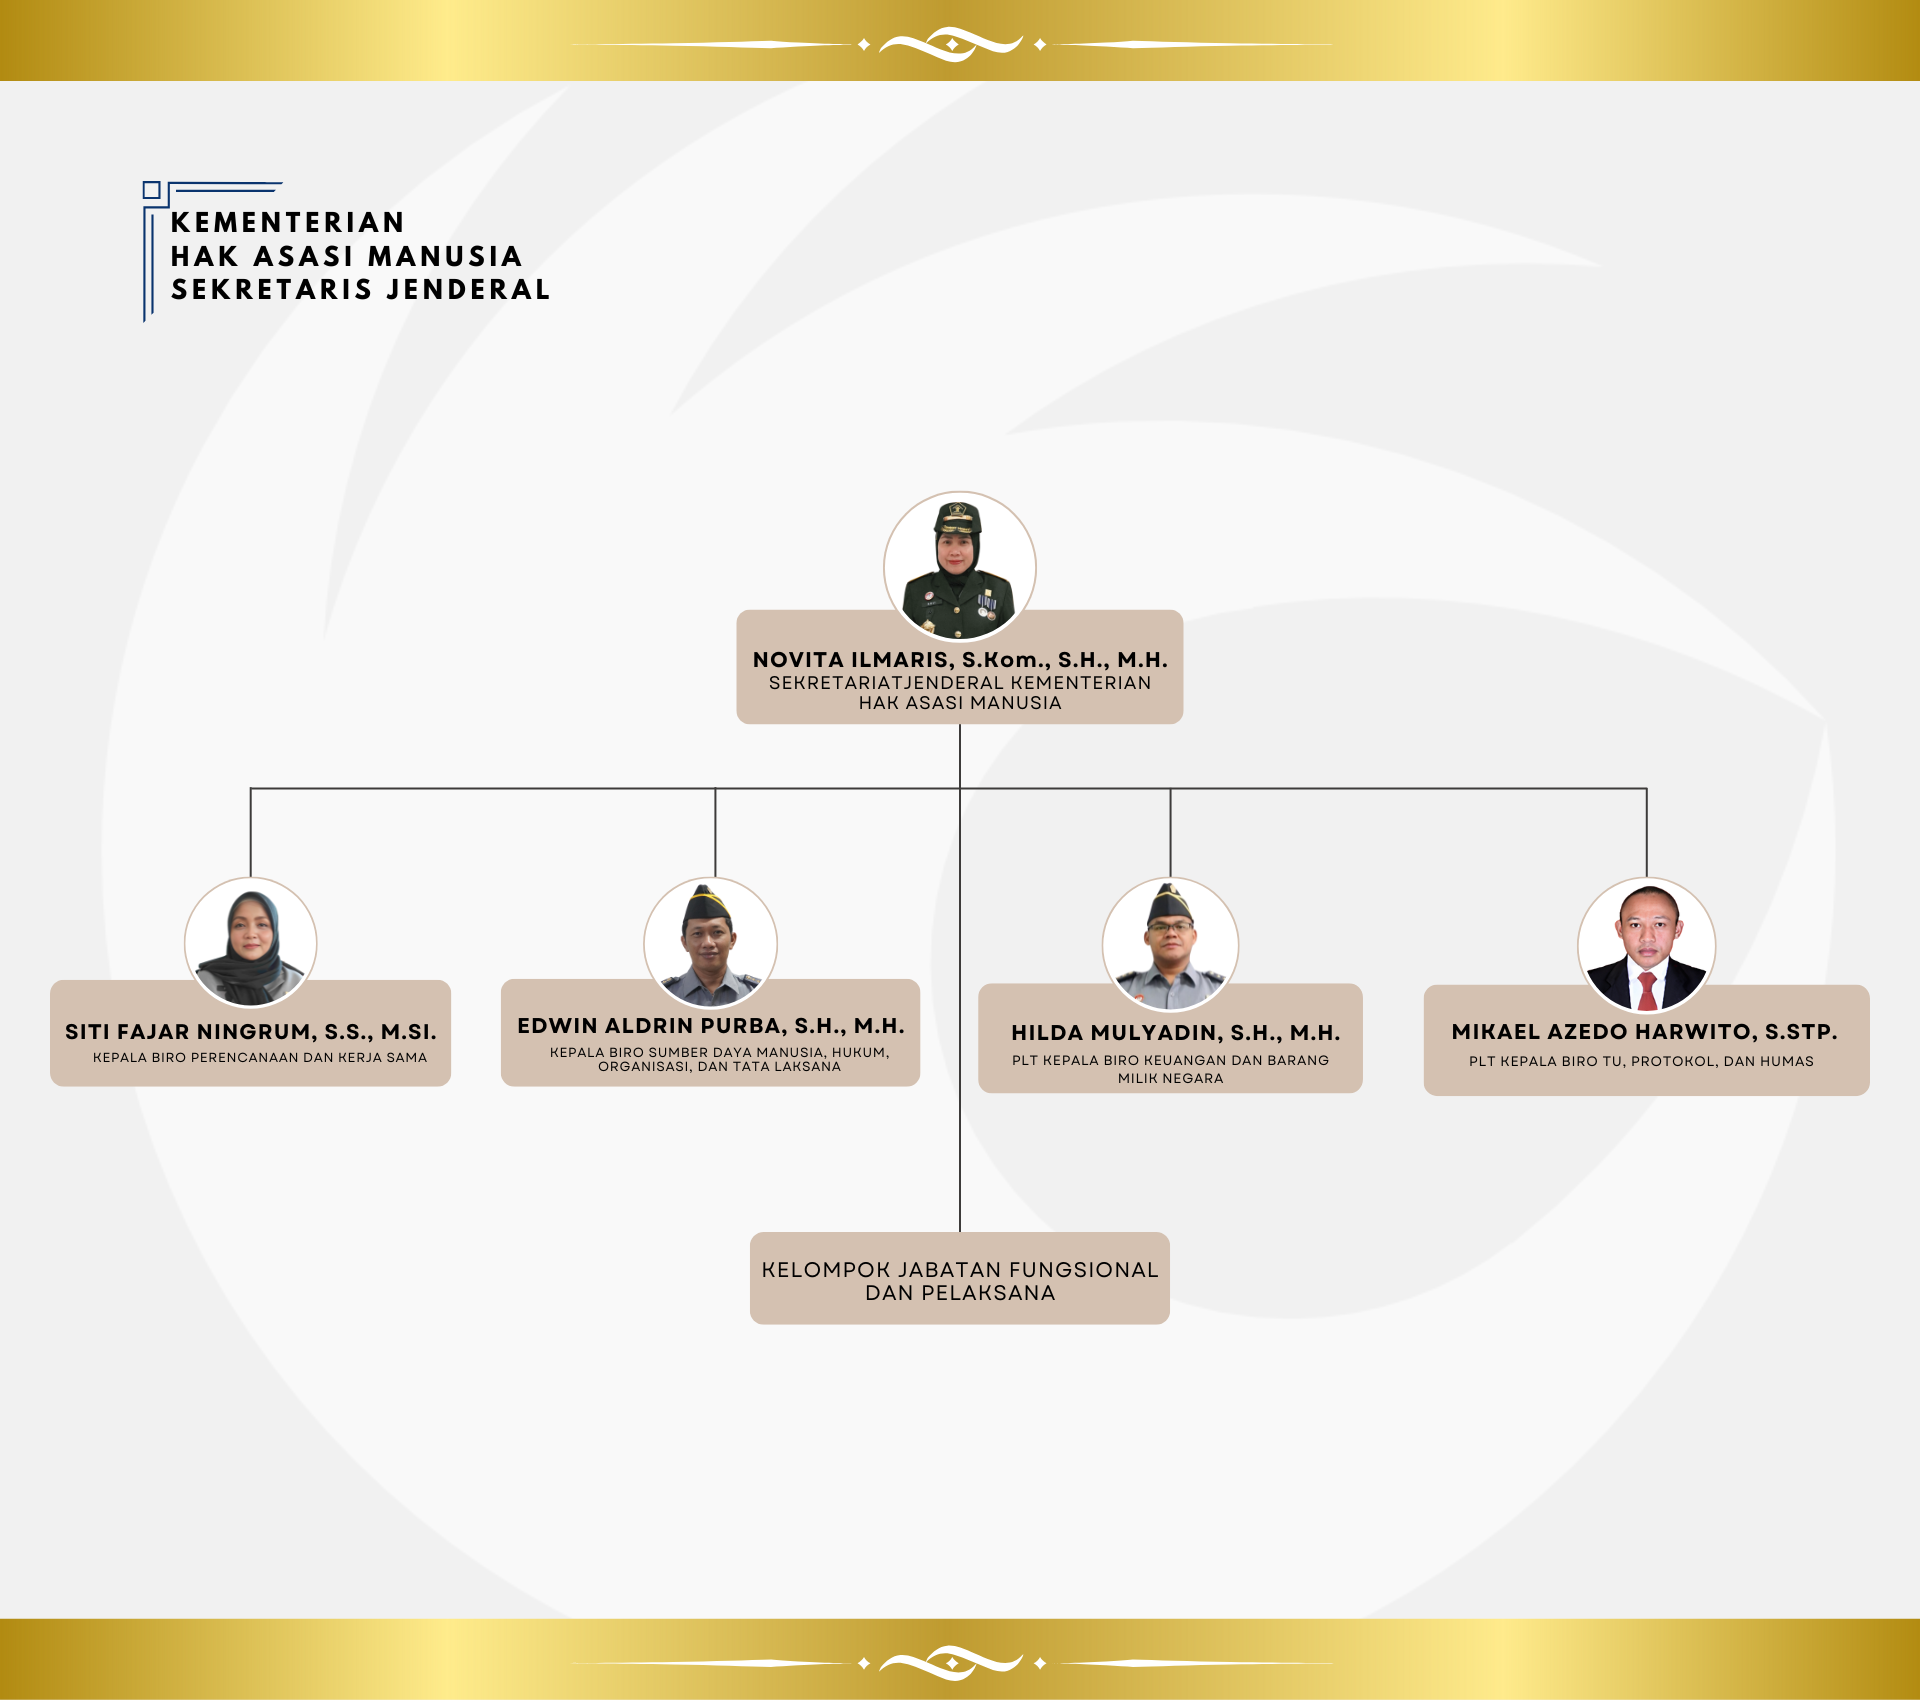 KEMENTERIAN
HAK ASASI MANUSIA
SEKRETARIS JENDERAL
NOVITA ILMARIS, S.Kom., S.H., M.H.
SEKRETARIATJENDERAL KEMENTERIAN
HAK ASASI MANUSIA
SITI FAJAR NINGRUM, S.S., M.SI.
KEPALA BIRO PERENCANAAN DAN KERJA SAMA
EDWIN ALDRIN PURBA, S.H., M.H.
KEPALA BIRO SUMBER DAYA MANUSIA, HUKUM,
ORGANISASI, DAN TATA LAKSANA
HILDA MULYADIN, S.H., M.H.
PLT KEPALA BIRO KEUANGAN DAN BARANG
MILIK NEGARA
MIKAEL AZEDO HARWITO, S.STP.
PLT KEPALA BIRO TU, PROTOKOL, DAN HUMAS
KELOMPOK JABATAN FUNGSIONAL
DAN PELAKSANA